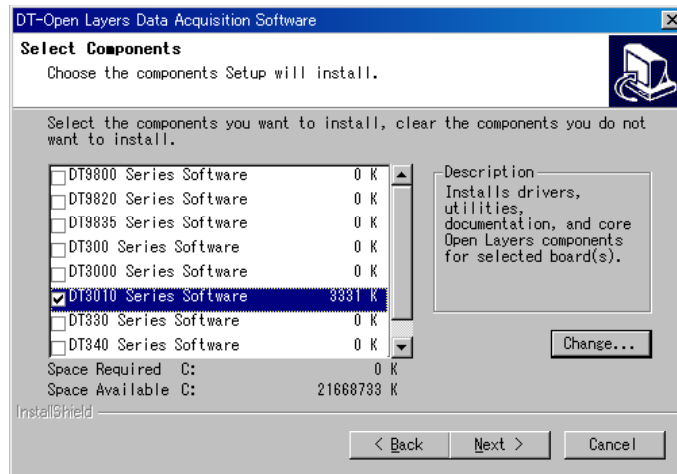 DT-Open Layers Data Acquisition Software
Select Components
Choose the components Setup will install.
Select the components you want to install, clear the components you do not
want to install.
DT9800 Series Software 0 K
DT9820 Series Software 0 K
DT9835 Series Software 0 K
DT300 Series Software 0 K
DT3000 Series Software 0 K
DT3010 Series Software 3331 K
DT330 Series Software 0 K
DT340 Series Software 0 K
Description
Installs drivers,
utilities,
documentation, and core
Open Layers components
for selected board(s).
Change...
Space Required C: 0 K
Space Available C: 21668733 K
InstallShield
< Back Next > Cancel